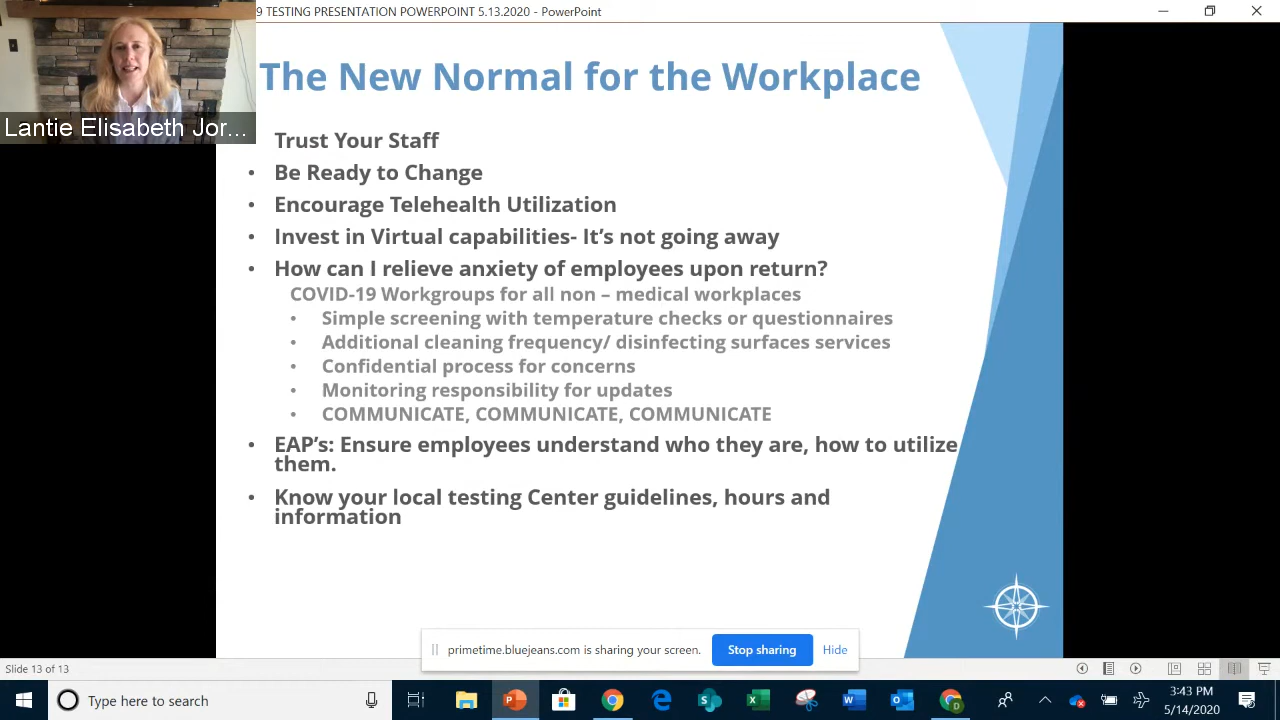 9 TESTING PRESENTATION POWERPOINT 5.13.2020 - PowerPoint
Lantie Elisabeth Jor...
The New Normal for the Workplace
Trust Your Staff
• Be Ready to Change
• Encourage Telehealth Utilization
• Invest in Virtual capabilities- It's not going away
• How can I relieve anxiety of employees upon return?
COVID-19 Workgroups for all non – medical workplaces
• Simple screening with temperature checks or questionnaires
• Additional cleaning frequency/ disinfecting surfaces services
• Confidential process for concerns
• Monitoring responsibility for updates
• COMMUNICATE, COMMUNICATE, COMMUNICATE
• EAP's: Ensure employees understand who they are, how to utilize
them.
• Know your local testing Center guidelines, hours and
information
primetime.bluejeans.com is sharing your screen.
Stop sharing
Hide
Slide 13 of 13
Type here to search
3:43 PM
5/14/2020